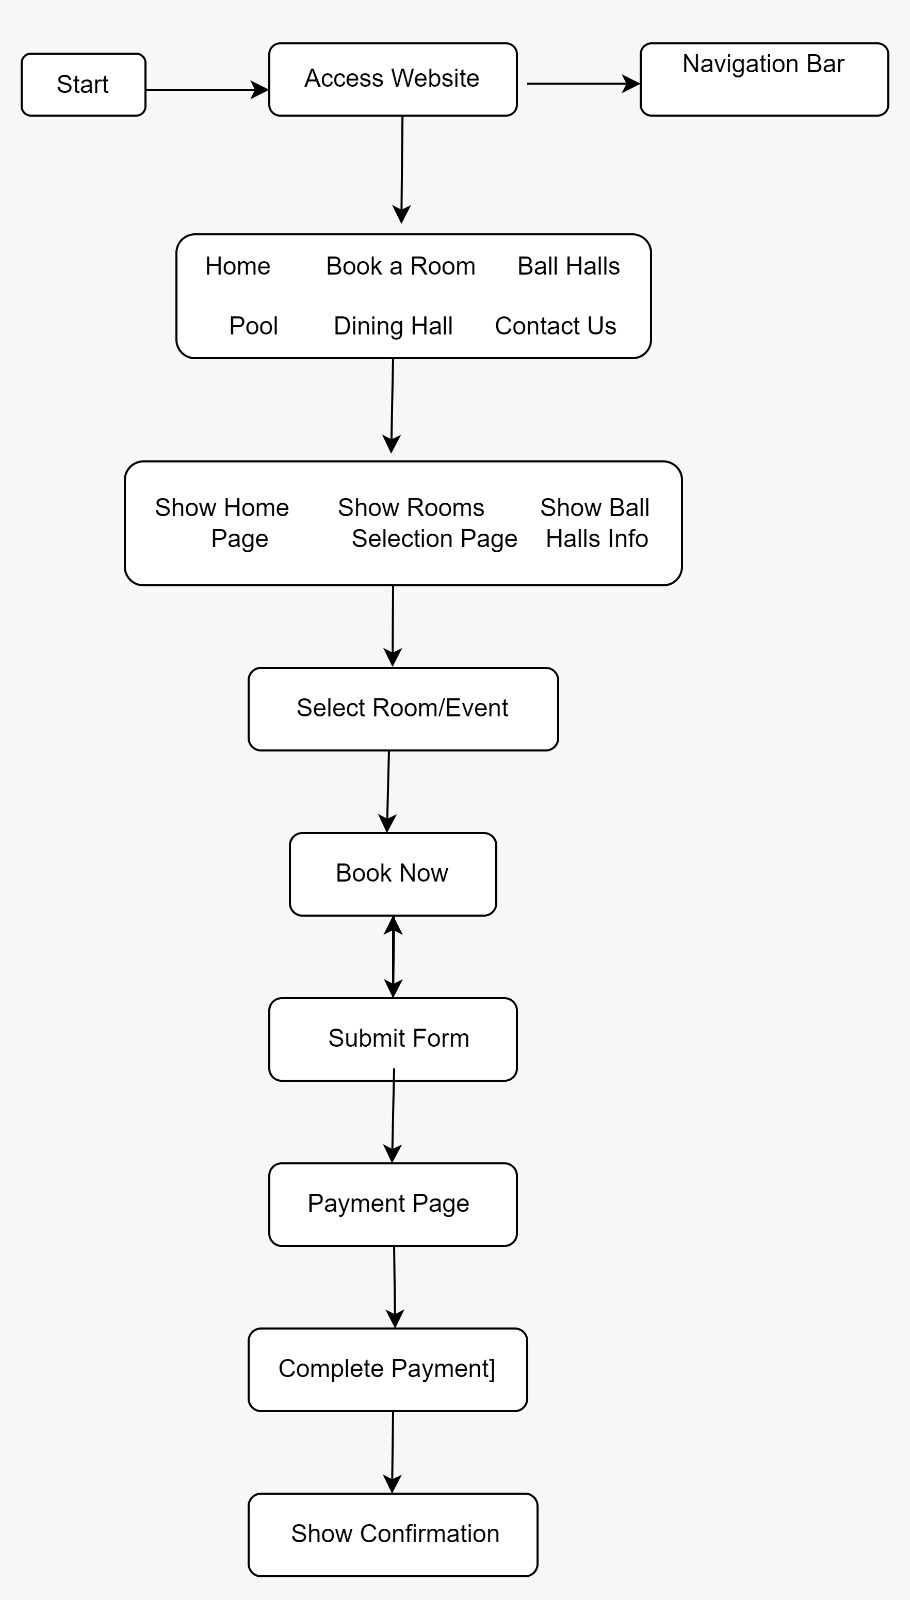 Start
Access Website
Navigation Bar
Home Book a Room Ball Halls
Pool Dining Hall Contact Us
Show Home Show Rooms Show Ball
Page Selection Page Halls Info
Select Room/Event
Book Now
Submit Form
Payment Page
Complete Payment]
Show Confirmation